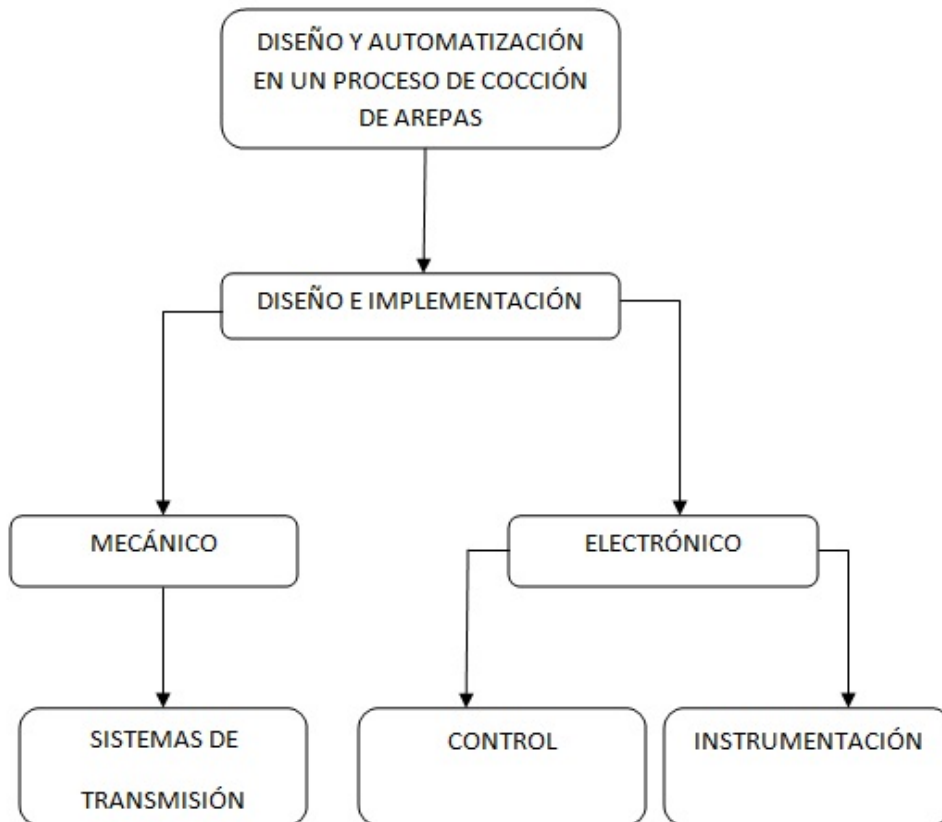 DISEÑO Y AUTOMATIZACIÓN
EN UN PROCESO DE COCCIÓN
DE AREPAS
DISEÑO E IMPLEMENTACIÓN
MECÁNICO
ELECTRÓNICO
SISTEMAS DE
TRANSMISIÓN
CONTROL
INSTRUMENTACIÓN